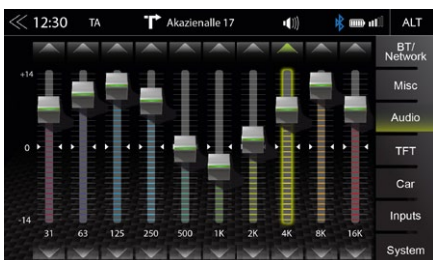 12:30 TA Akazienalle 17 ALT
BT/
Network
Misc
Audio
TFT
Car
Inputs
System
+14
0
-14
31 63 125 250 500 1K 2K 4K 8K 16K